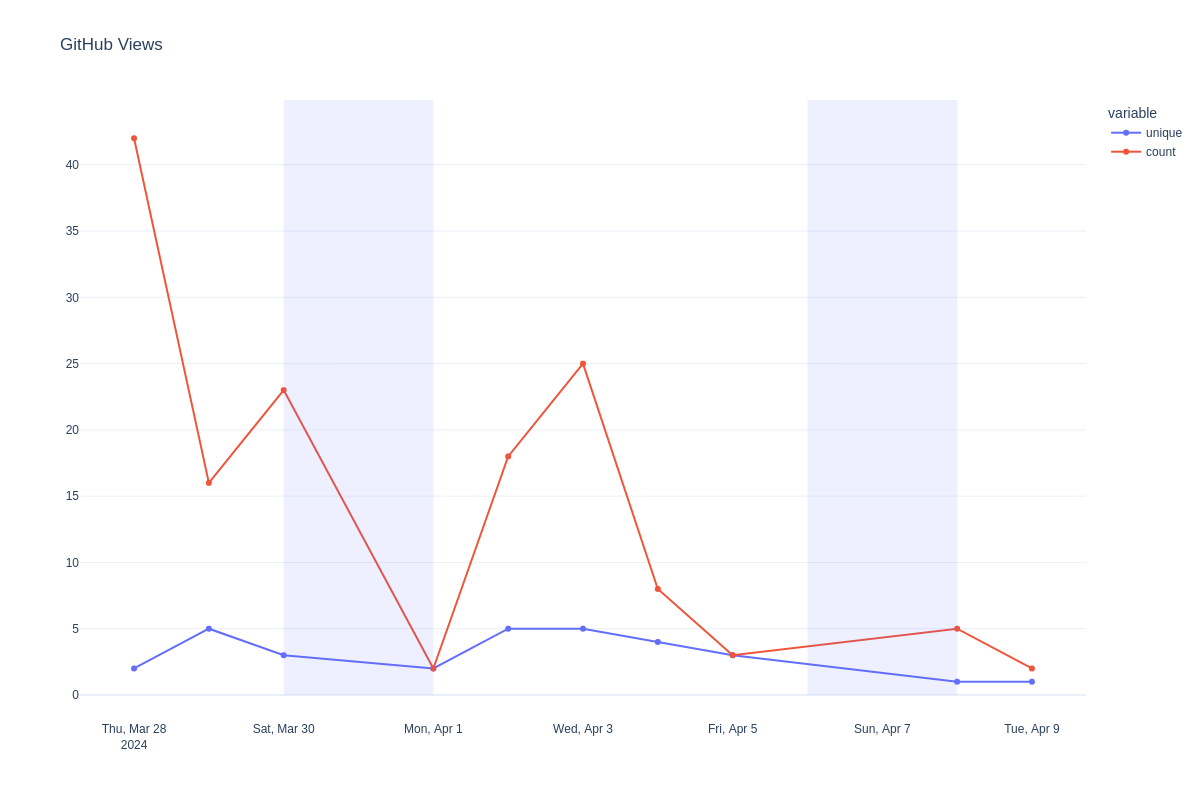 GitHub Views
variable
unique
count
40
35
30
25
20
15
10
5
0
Thu, Mar 28
2024
Sat, Mar 30
Mon, Apr 1
Wed, Apr 3
Fri, Apr 5
Sun, Apr 7
Tue, Apr 9